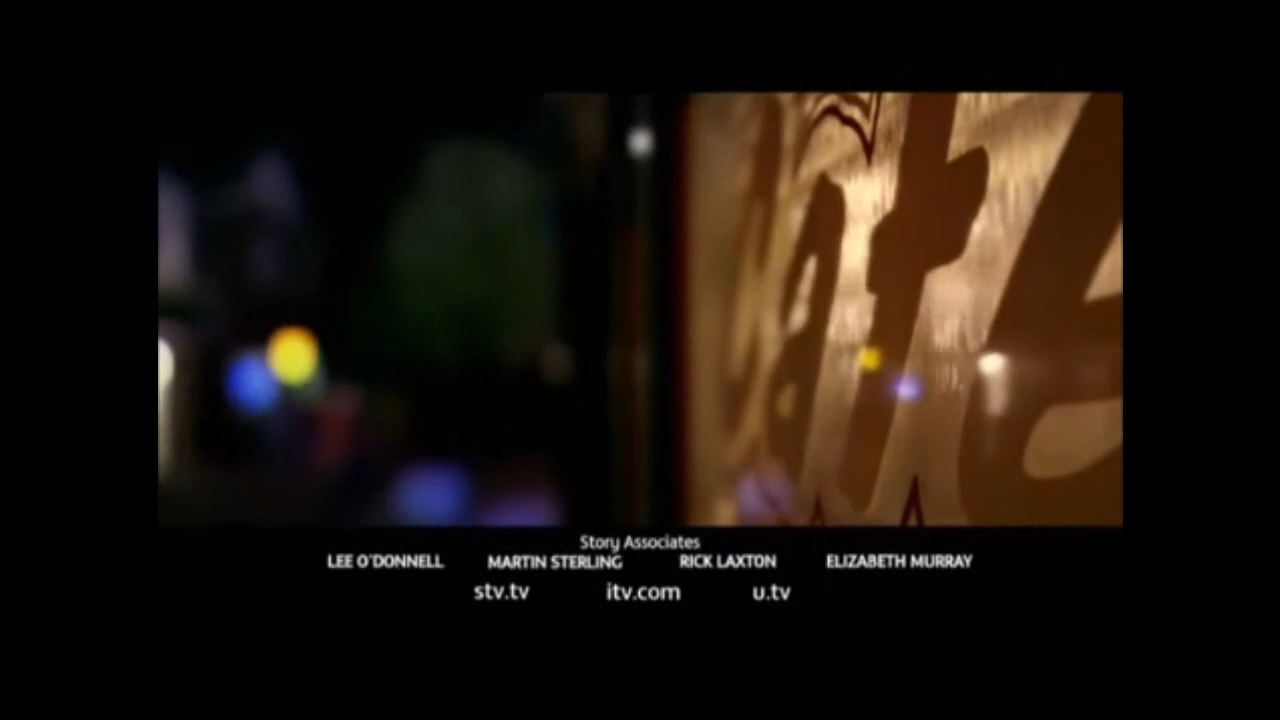 Story Associates
LEE O'DONNELL MARTIN STERLING RICK LAXTON ELIZABETH MURRAY
stv.tv itv.com u.tv